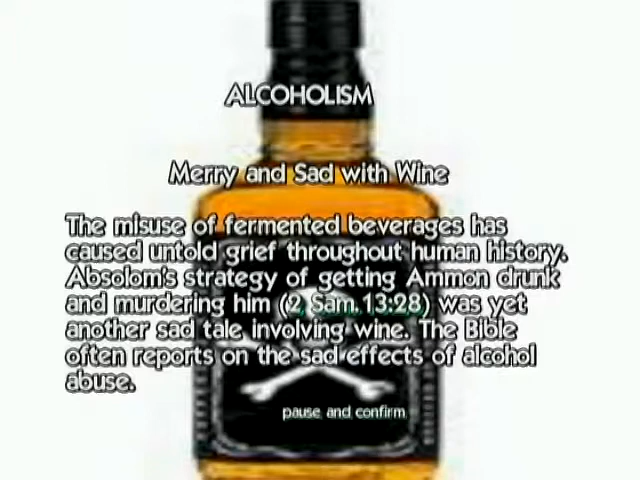 ALCOHOLISM
Merry and Sad with Wine
The misuse of fermented beverages has
caused untold grief throughout human history.
Absolom's strategy of getting Ammon drunk
and murdering him (2 Sam. 13:28) was yet
another sad tale involving wine. The Bible
often reports on the sad effects of alcohol
abuse.
pause and confirm